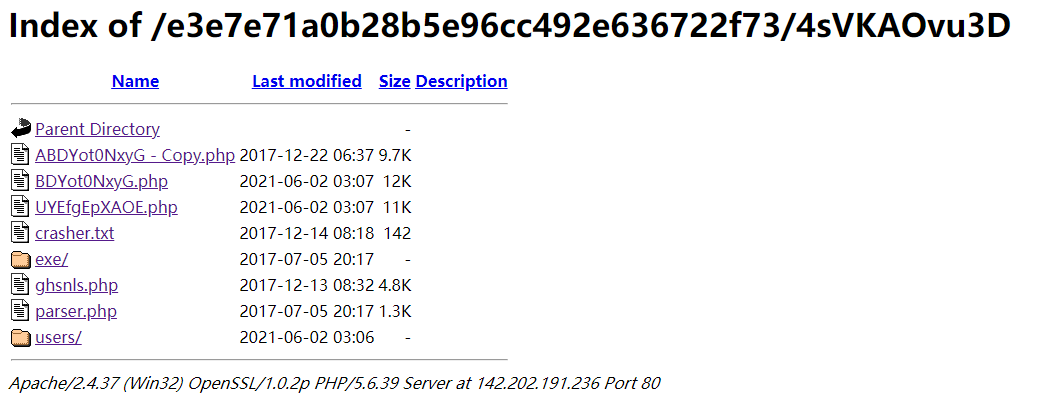 Index of /e3e7e71a0b28b5e96cc492e636722f73/4sVKAOvu3D
Name Last modified Size Description
Parent Directory -
ABDYot0NxyG - Copy.php 2017-12-22 06:37 9.7K
BDYot0NxyG.php 2021-06-02 03:07 12K
UYEfgEpXAOE.php 2021-06-02 03:07 11K
crasher.txt 2017-12-14 08:18 142
exe/ 2017-07-05 20:17 -
ghsnls.php 2017-12-13 08:32 4.8K
parser.php 2017-07-05 20:17 1.3K
users/ 2021-06-02 03:06 -
Apache/2.4.37 (Win32) OpenSSL/1.0.2p PHP/5.6.39 Server at 142.202.191.236 Port 80